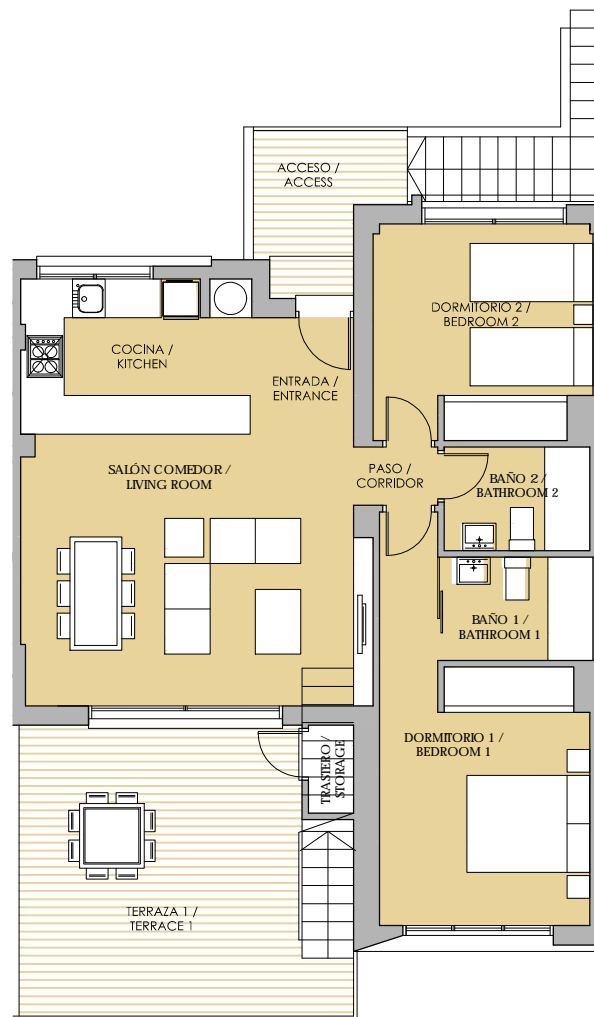 ACCESO /
ACCESS
DORMITORIO 2 /
BEDROOM 2
COCINA /
KITCHEN
ENTRADA /
ENTRANCE
SALÓN COMEDOR /
LIVING ROOM
PASO /
CORRIDOR
BAÑO 2 /
BATHROOM 2
BAÑO 1 /
BATHROOM 1
DORMITORIO 1 /
BEDROOM 1
TRASTERO /
STORAGE
TERRAZA 1 /
TERRACE 1